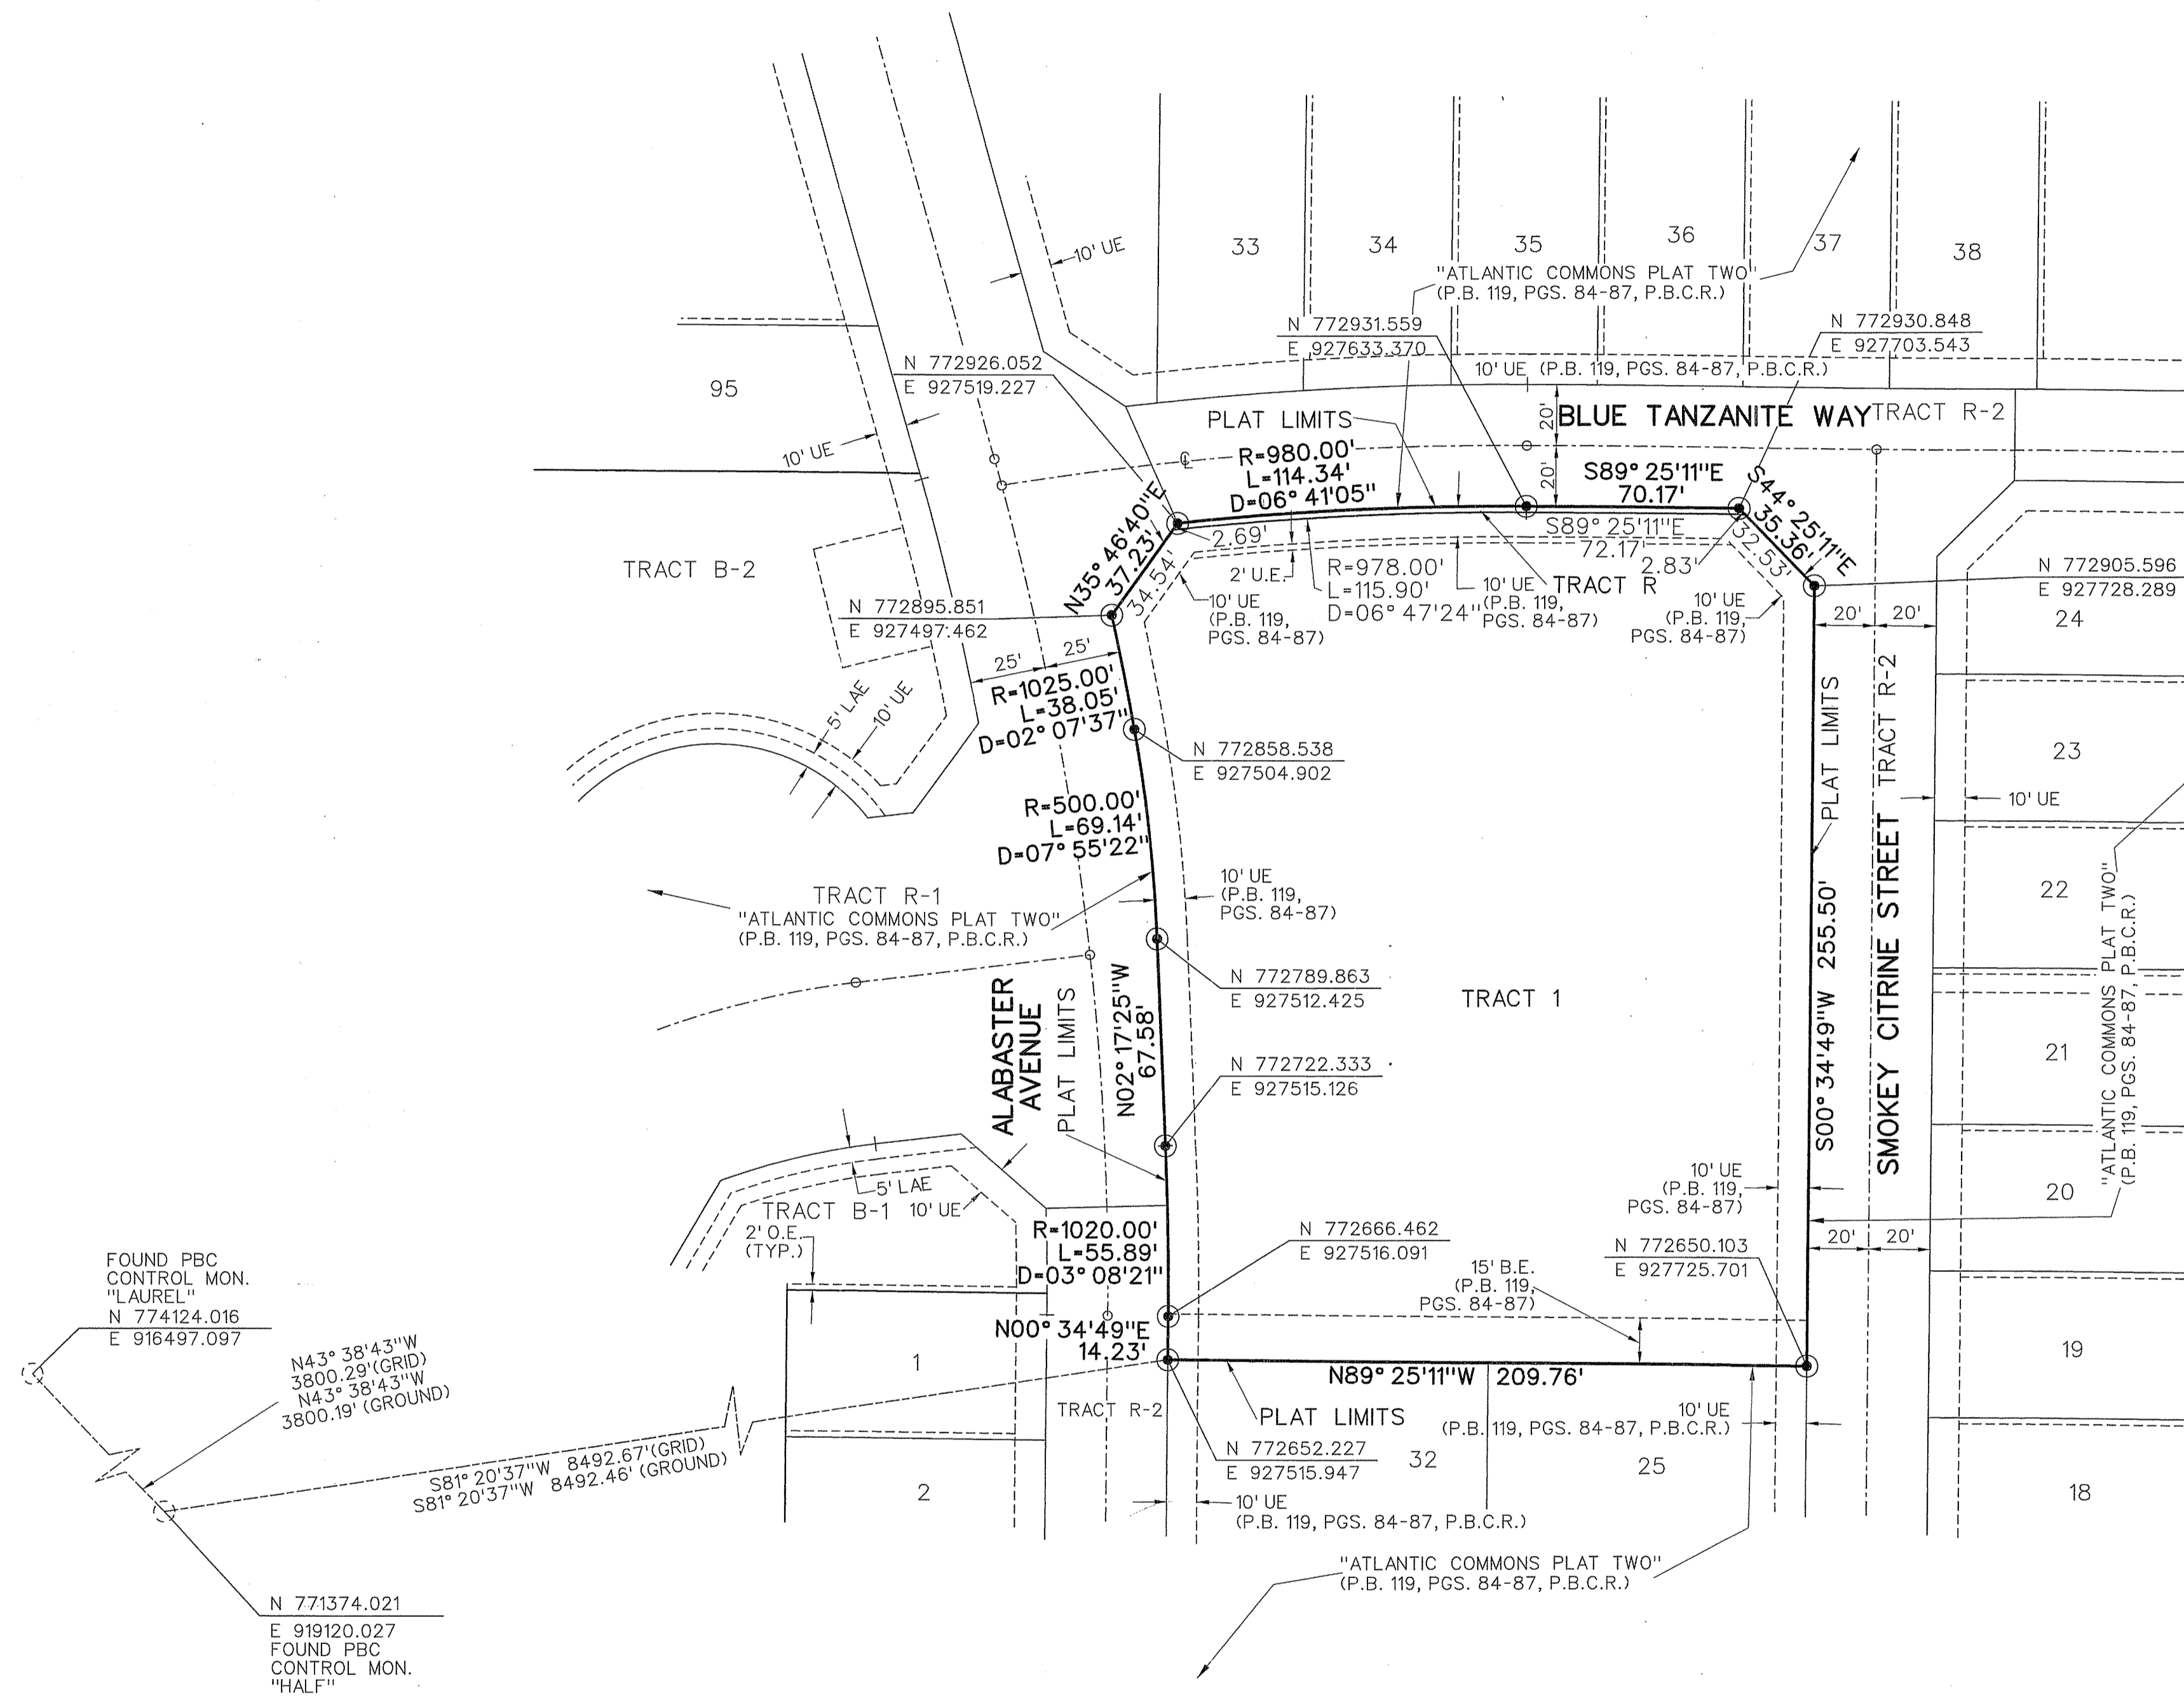 10' UE
33
34
35
36
37
38
"ATLANTIC COMMONS PLAT TWO"
(P.B. 119, PGS. 84-87, P.B.C.R.)
N 772931.559
E 927633.370
N 772930.848
E 927703.543
N 772926.052
E 927519.227
95
10' UE
10' UE (P.B. 119, PGS. 84-87, P.B.C.R.)
PLAT LIMITS
20'
20'
BLUE TANZANITE WAY
TRACT R-2
R=980.00'
L=114.34'
D=06° 41'05"
S89° 25'11"E
70.17'
S44° 25'11"E
35.36'
32.53'
N35° 46'40"E
37.23'
34.54'
2.69'
S89° 25'11"E
72.17'
2.83'
2' U.E.
R=978.00'
L=115.90'
D=06° 47'24"
10' UE
(P.B. 119,
PGS. 84-87)
10' UE
(P.B. 119,
PGS. 84-87)
TRACT R
10' UE
(P.B. 119,
PGS. 84-87)
N 772905.596
E 927728.289
TRACT B-2
N 772895.851
E 927497.462
20'
20'
24
25'
25'
R=1025.00'
L=38.05'
D=02° 07'37"
5' LAE
10' UE
N 772858.538
E 927504.902
23
10' UE
R=500.00'
L=69.14'
D=07° 55'22"
PLAT LIMITS
TRACT R-2
SMOKEY CITRINE STREET
S00° 34'49"W 255.50'
TRACT R-1
"ATLANTIC COMMONS PLAT TWO"
(P.B. 119, PGS. 84-87, P.B.C.R.)
10' UE
(P.B. 119,
PGS. 84-87)
22
"ATLANTIC COMMONS PLAT TWO"
(P.B. 119, PGS. 84-87, P.B.C.R.)
N 772789.863
E 927512.425
TRACT 1
ALABASTER
AVENUE
PLAT LIMITS
N02° 17'25"W
67.58'
21
N 772722.333
E 927515.126
5' LAE
TRACT B-1
10' UE
2' O.E.
(TYP.)
10' UE
(P.B. 119,
PGS. 84-87)
20
R=1020.00'
L=55.89'
D=03° 08'21"
N 772666.462
E 927516.091
N 772650.103
E 927725.701
20'
20'
15' B.E.
(P.B. 119,
PGS. 84-87)
FOUND PBC
CONTROL MON.
"LAUREL"
N 774124.016
E 916497.097
N43° 38'43"W
3800.29'(GRID)
N43° 38'43"W
3800.19' (GROUND)
1
N00° 34'49"E
14.23'
N89° 25'11"W 209.76'
19
TRACT R-2
PLAT LIMITS
10' UE
(P.B. 119, PGS. 84-87, P.B.C.R.)
S81° 20'37"W 8492.67'(GRID)
S81° 20'37"W 8492.46' (GROUND)
N 772652.227
E 927515.947
32
25
2
18
10' UE
(P.B. 119, PGS. 84-87, P.B.C.R.)
"ATLANTIC COMMONS PLAT TWO"
(P.B. 119, PGS. 84-87, P.B.C.R.)
N 771374.021
E 919120.027
FOUND PBC
CONTROL MON.
"HALF"